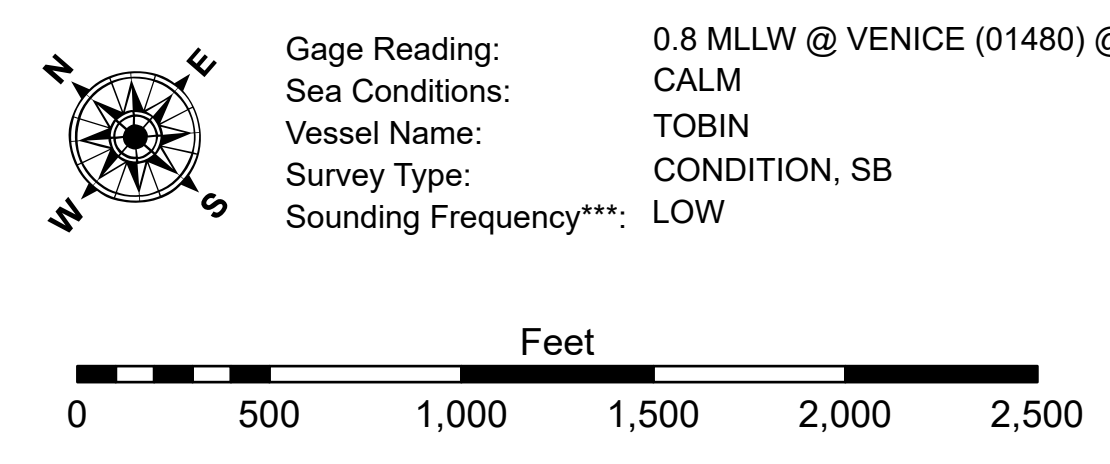 N E
W S
Gage Reading: 0.8 MLLW @ VENICE (01480) @
Sea Conditions: CALM
Vessel Name: TOBIN
Survey Type: CONDITION, SB
Sounding Frequency***: LOW
Feet
0 500 1,000 1,500 2,000 2,500